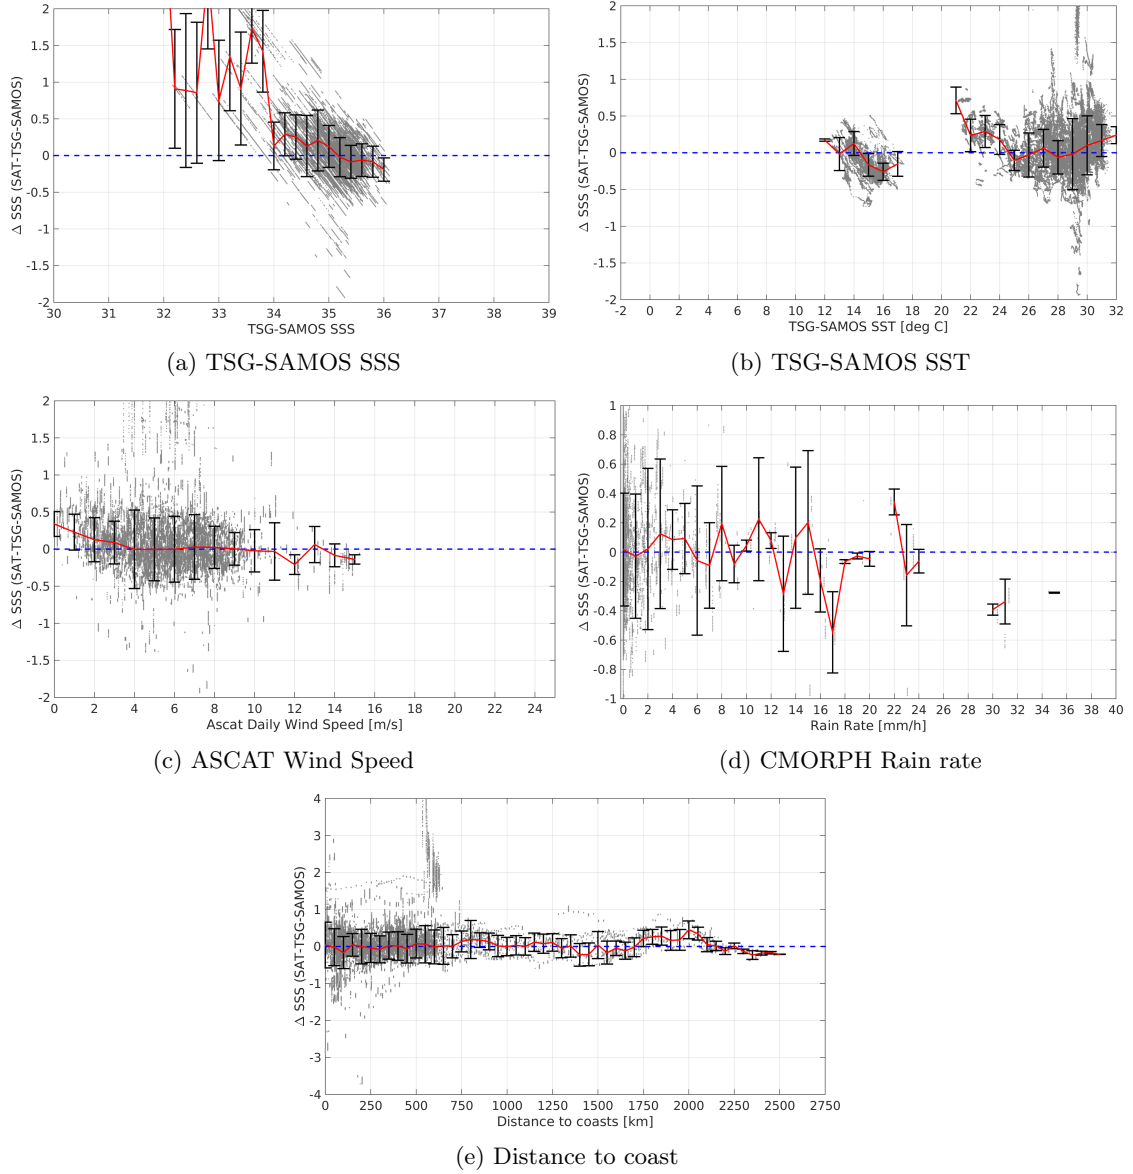 2
1.5
1
0.5
0
-0.5
-1
-1.5
-2
Δ SSS (SAT-TSG-SAMOS)
30 31 32 33 34 35 36 37 38 39
TSG-SAMOS SSS
(a) TSG-SAMOS SSS
2
1.5
1
0.5
0
-0.5
-1
-1.5
-2
Δ SSS (SAT-TSG-SAMOS)
-2 0 2 4 6 8 10 12 14 16 18 20 22 24 26 28 30 32
TSG-SAMOS SST [deg C]
(b) TSG-SAMOS SST
2
1.5
1
0.5
0
-0.5
-1
-1.5
-2
Δ SSS (SAT-TSG-SAMOS)
0 2 4 6 8 10 12 14 16 18 20 22 24
Ascat Daily Wind Speed [m/s]
(c) ASCAT Wind Speed
1
0.8
0.6
0.4
0.2
0
-0.2
-0.4
-0.6
-0.8
-1
Δ SSS (SAT-TSG-SAMOS)
0 2 4 6 8 10 12 14 16 18 20 22 24 26 28 30 32 34 36 38 40
Rain Rate [mm/h]
(d) CMORPH Rain rate
4
3
2
1
0
-1
-2
-3
-4
Δ SSS (SAT-TSG-SAMOS)
0 250 500 750 1000 1250 1500 1750 2000 2250 2500 2750
Distance to coasts [km]
(e) Distance to coast